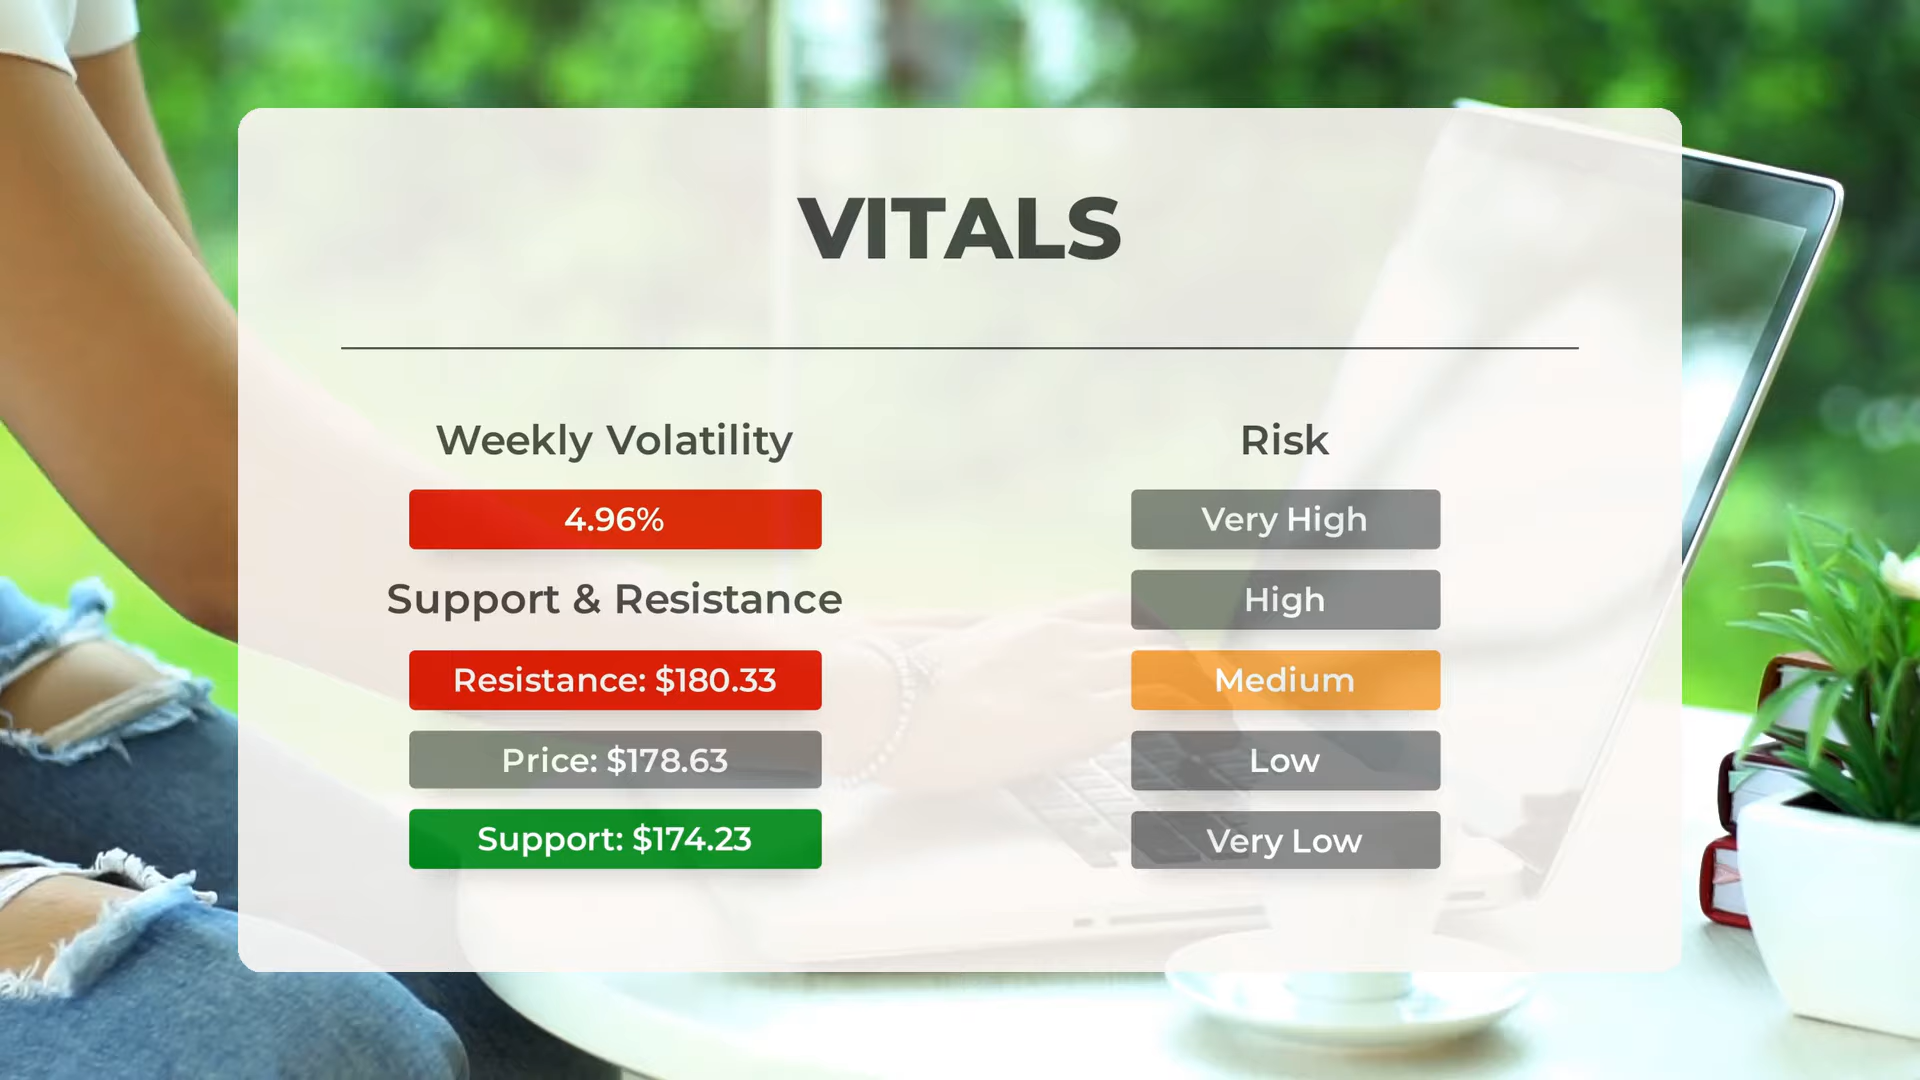 VITALS
Weekly Volatility
4.96%
Support & Resistance
Resistance: $180.33
Price: $178.63
Support: $174.23
Risk
Very High
High
Medium
Low
Very Low